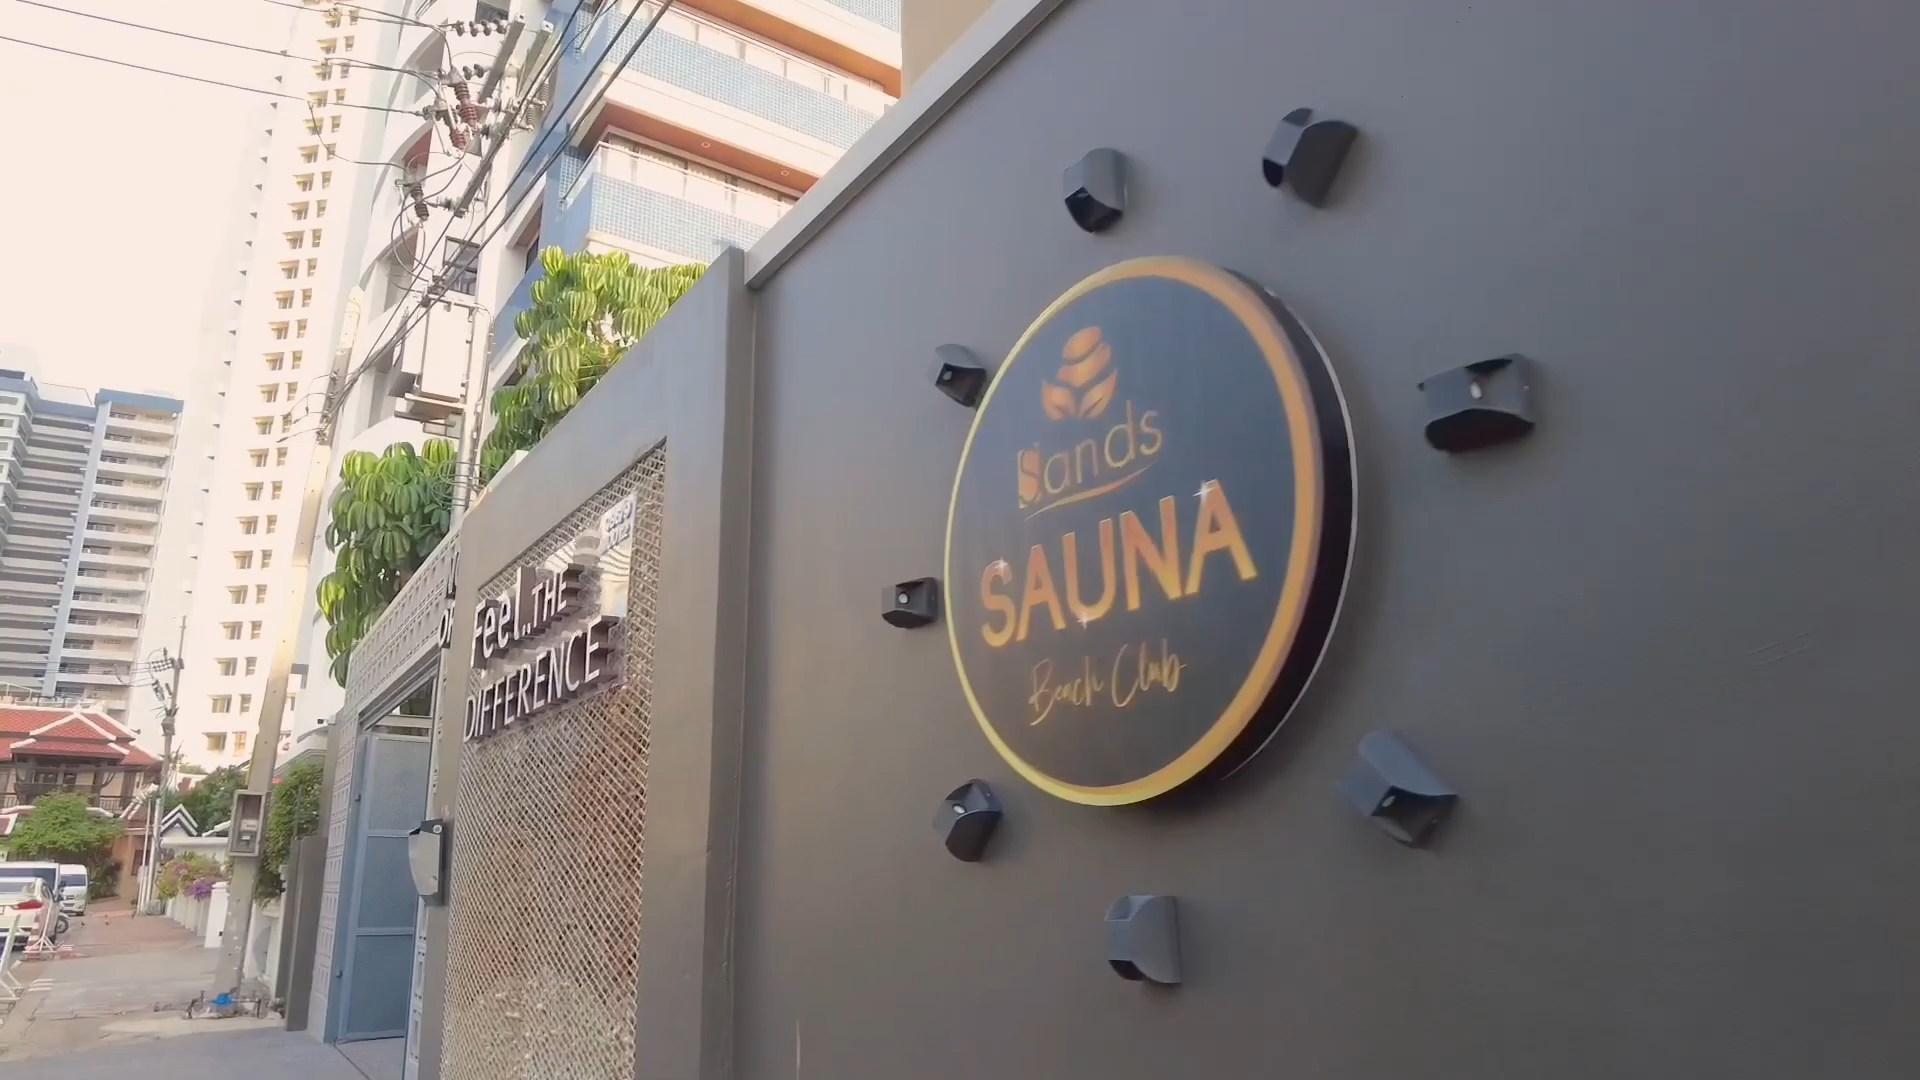 Feel.. THE
DIFFERENCE
Sands
SAUNA
Beach Club